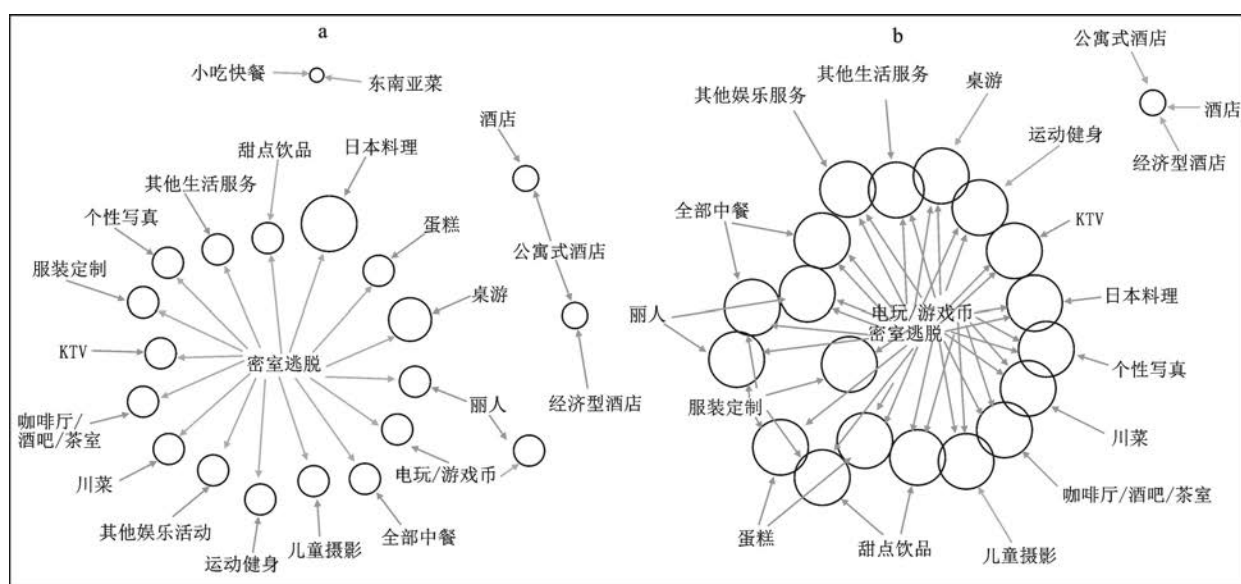 a
小吃快餐
东南亚菜
酒店
甜点饮品
日本料理
其他生活服务
个性写真
蛋糕
服装定制
公寓式酒店
桌游
KTV
密室逃脱
丽人
经济型酒店
咖啡厅/
酒吧/茶室
川菜
电玩/游戏币
其他娱乐活动
全部中餐
运动健身
儿童摄影
b
公寓式酒店
其他生活服务
桌游
其他娱乐服务
酒店
运动健身
经济型酒店
全部中餐
KTV
日本料理
丽人
电玩/游戏币
密室逃脱
个性写真
服装定制
川菜
咖啡厅/酒吧/茶室
蛋糕
甜点饮品
儿童摄影